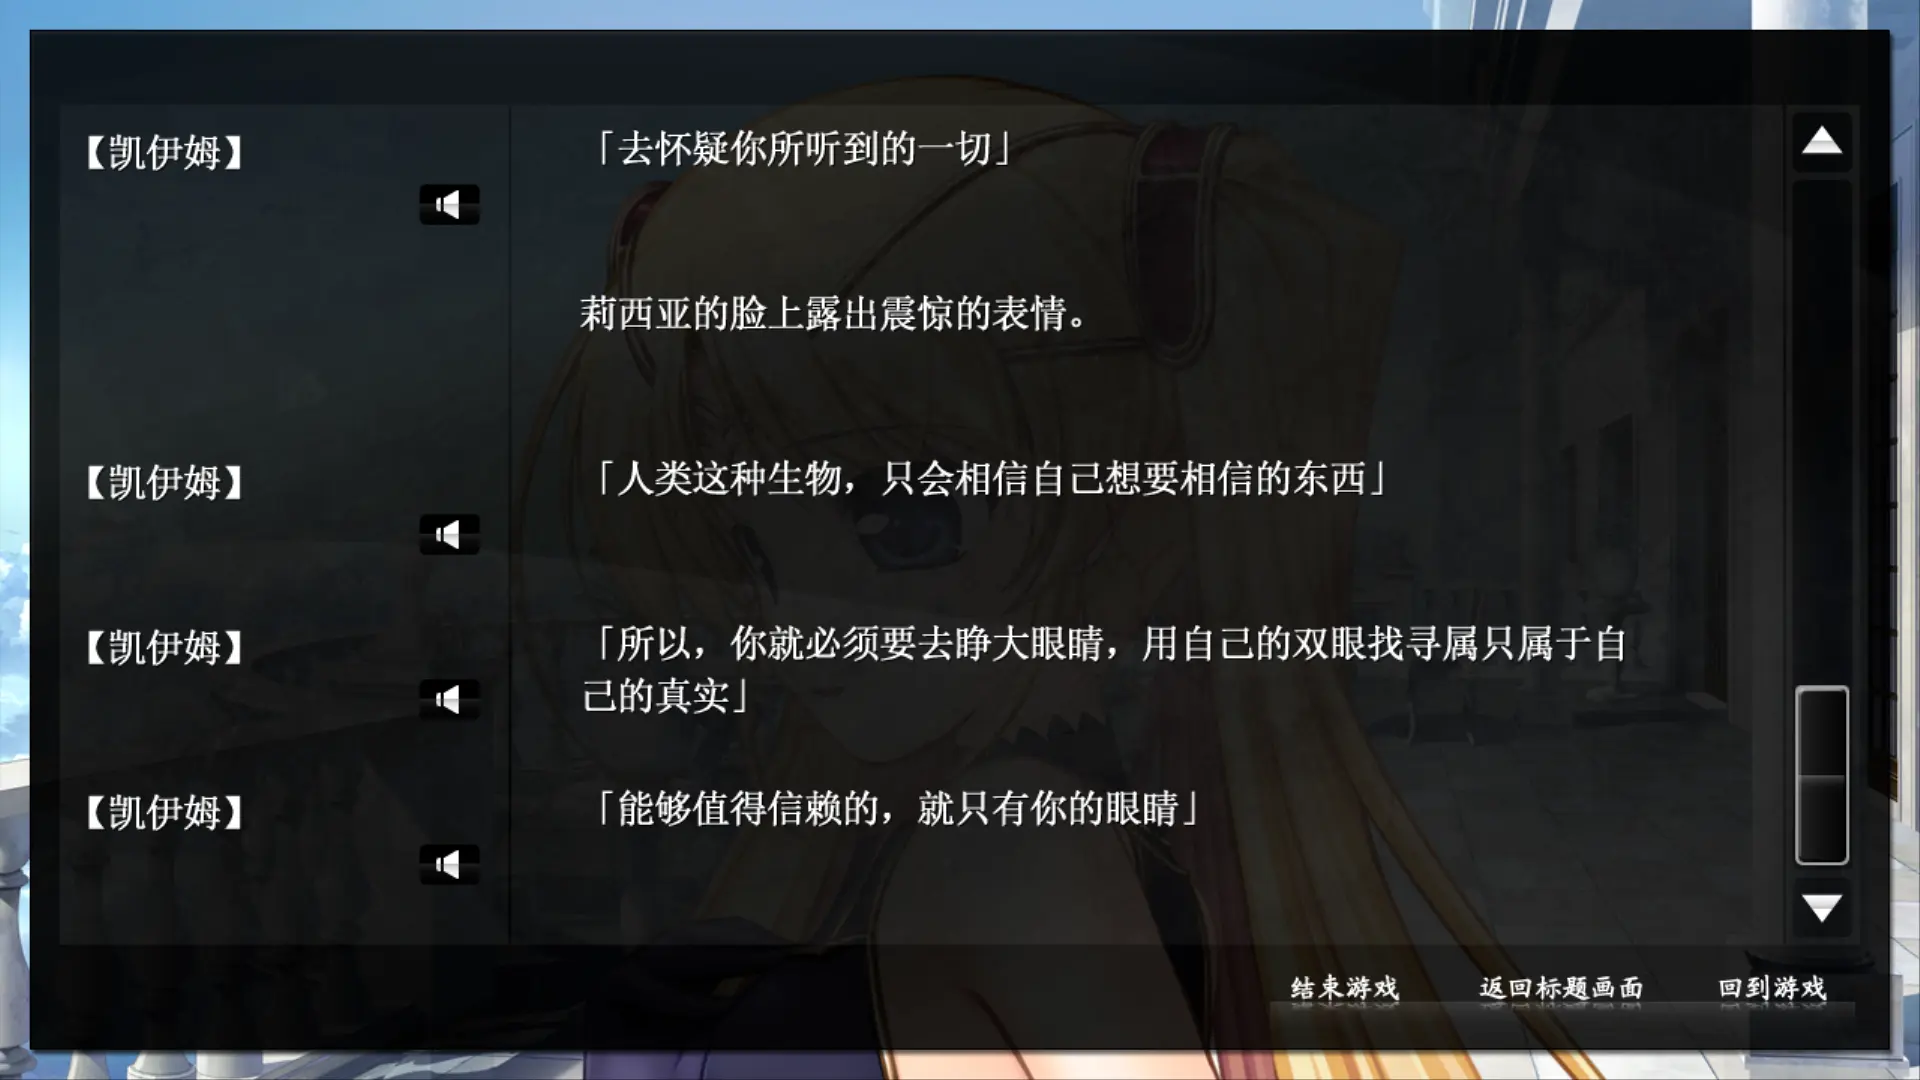 【凯伊姆】
「去怀疑你所听到的一切」
莉西亚的脸上露出震惊的表情。
【凯伊姆】
「人类这种生物，只会相信自己想要相信的东西」
【凯伊姆】
「所以，你就必须要去睁大眼睛，用自己的双眼找寻属只属于自
己的真实」
【凯伊姆】
「能够值得信赖的，就只有你的眼睛」
结束游戏
返回标题画面
回到游戏